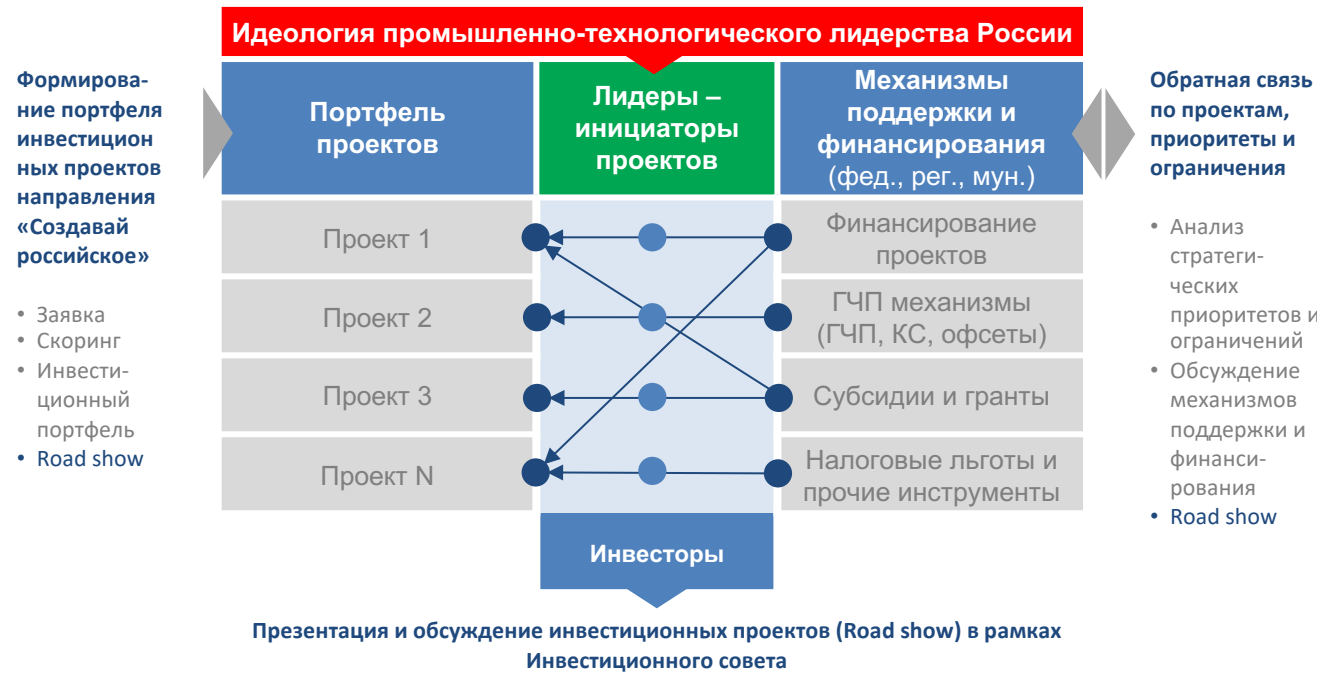 Идеология промышленно-технологического лидерства России
Формирова-
ние портфеля
инвестицион
ных проектов
направления
«Создавай
российское»
• Заявка
• Скоринг
• Инвести-
ционный
портфель
• Road show
Портфель
проектов
Лидеры –
инициаторы
проектов
Механизмы
поддержки и
финансирования
(фед., рег., мун.)
Проект 1
Финансирование
проектов
Проект 2
ГЧП механизмы
(ГЧП, КС, офсеты)
Проект 3
Субсидии и гранты
Проект N
Налоговые льготы и
прочие инструменты
Инвесторы
Обратная связь
по проектам,
приоритеты и
ограничения
• Анализ
стратеги-
ческих
приоритетов и
ограничений
• Обсуждение
механизмов
поддержки и
финанси-
рования
• Road show
Презентация и обсуждение инвестиционных проектов (Road show) в рамках
Инвестиционного совета